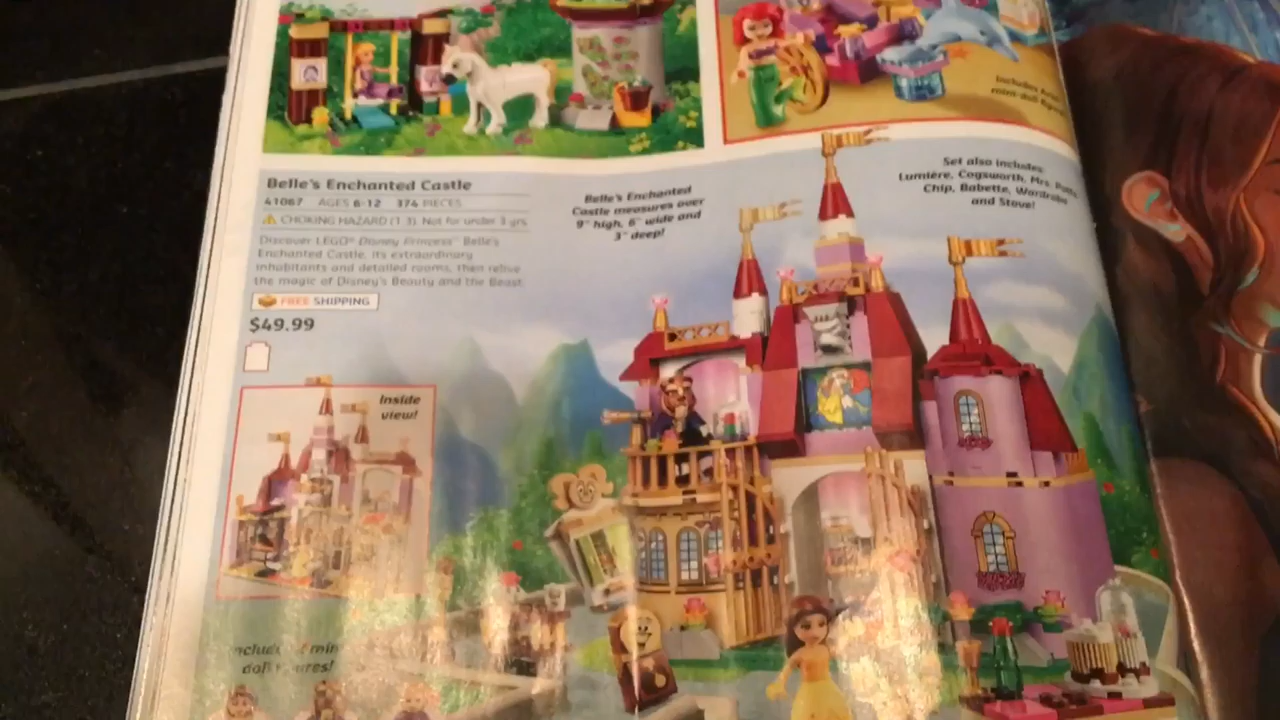 Includes Ariel
mini-doll figure
Belle's Enchanted Castle
41067 AGES 6-12 374 PIECES
CHOKING HAZARD (1 3). Not for under 3 yrs.
Discover LEGO® Disney Princess™ Belle's
Enchanted Castle, its extraordinary
inhabitants and detailed rooms, then relive
the magic of Disney's Beauty and the Beast.
FREE SHIPPING
$49.99
Belle's Enchanted
Castle measures over
9" high, 6" wide and
3" deep!
Set also includes:
Lumière, Cogsworth, Mrs. Potts,
Chip, Babette, Wardrobe
and Stove!
Inside
view!
mini
doll figures!